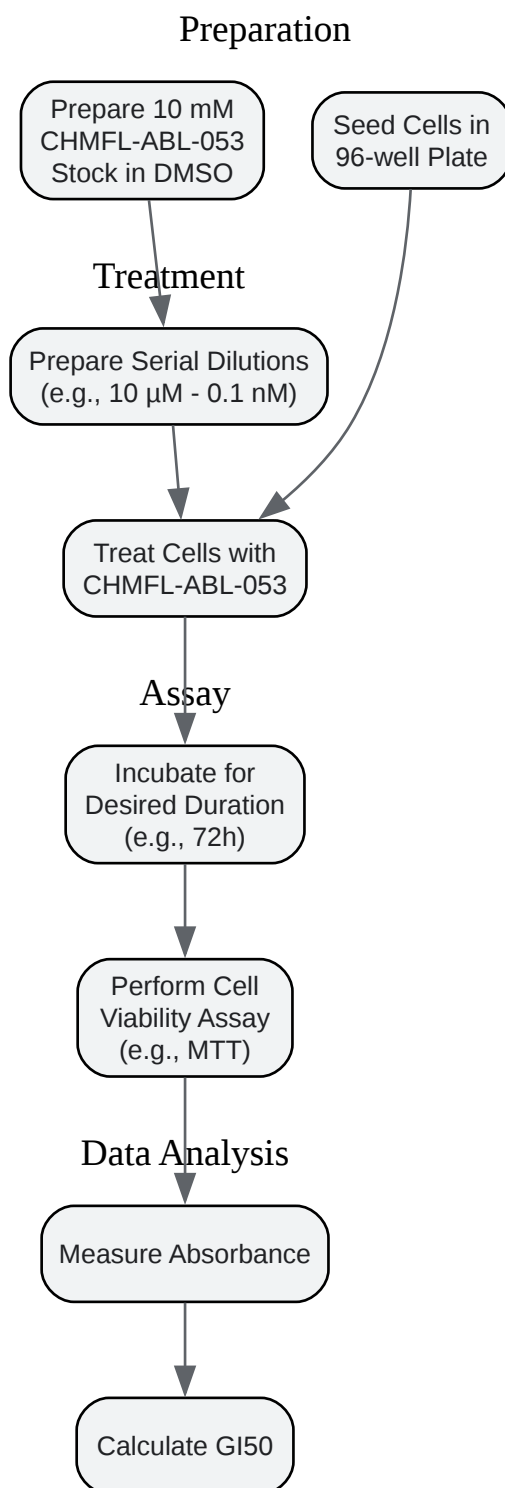 Preparation
Prepare 10 mM
CHMFL-ABL-053
Stock in DMSO
Seed Cells in
96-well Plate
Treatment
Prepare Serial Dilutions
(e.g., 10 µM - 0.1 nM)
Treat Cells with
CHMFL-ABL-053
Assay
Incubate for
Desired Duration
(e.g., 72h)
Perform Cell
Viability Assay
(e.g., MTT)
Data Analysis
Measure Absorbance
Calculate GI50